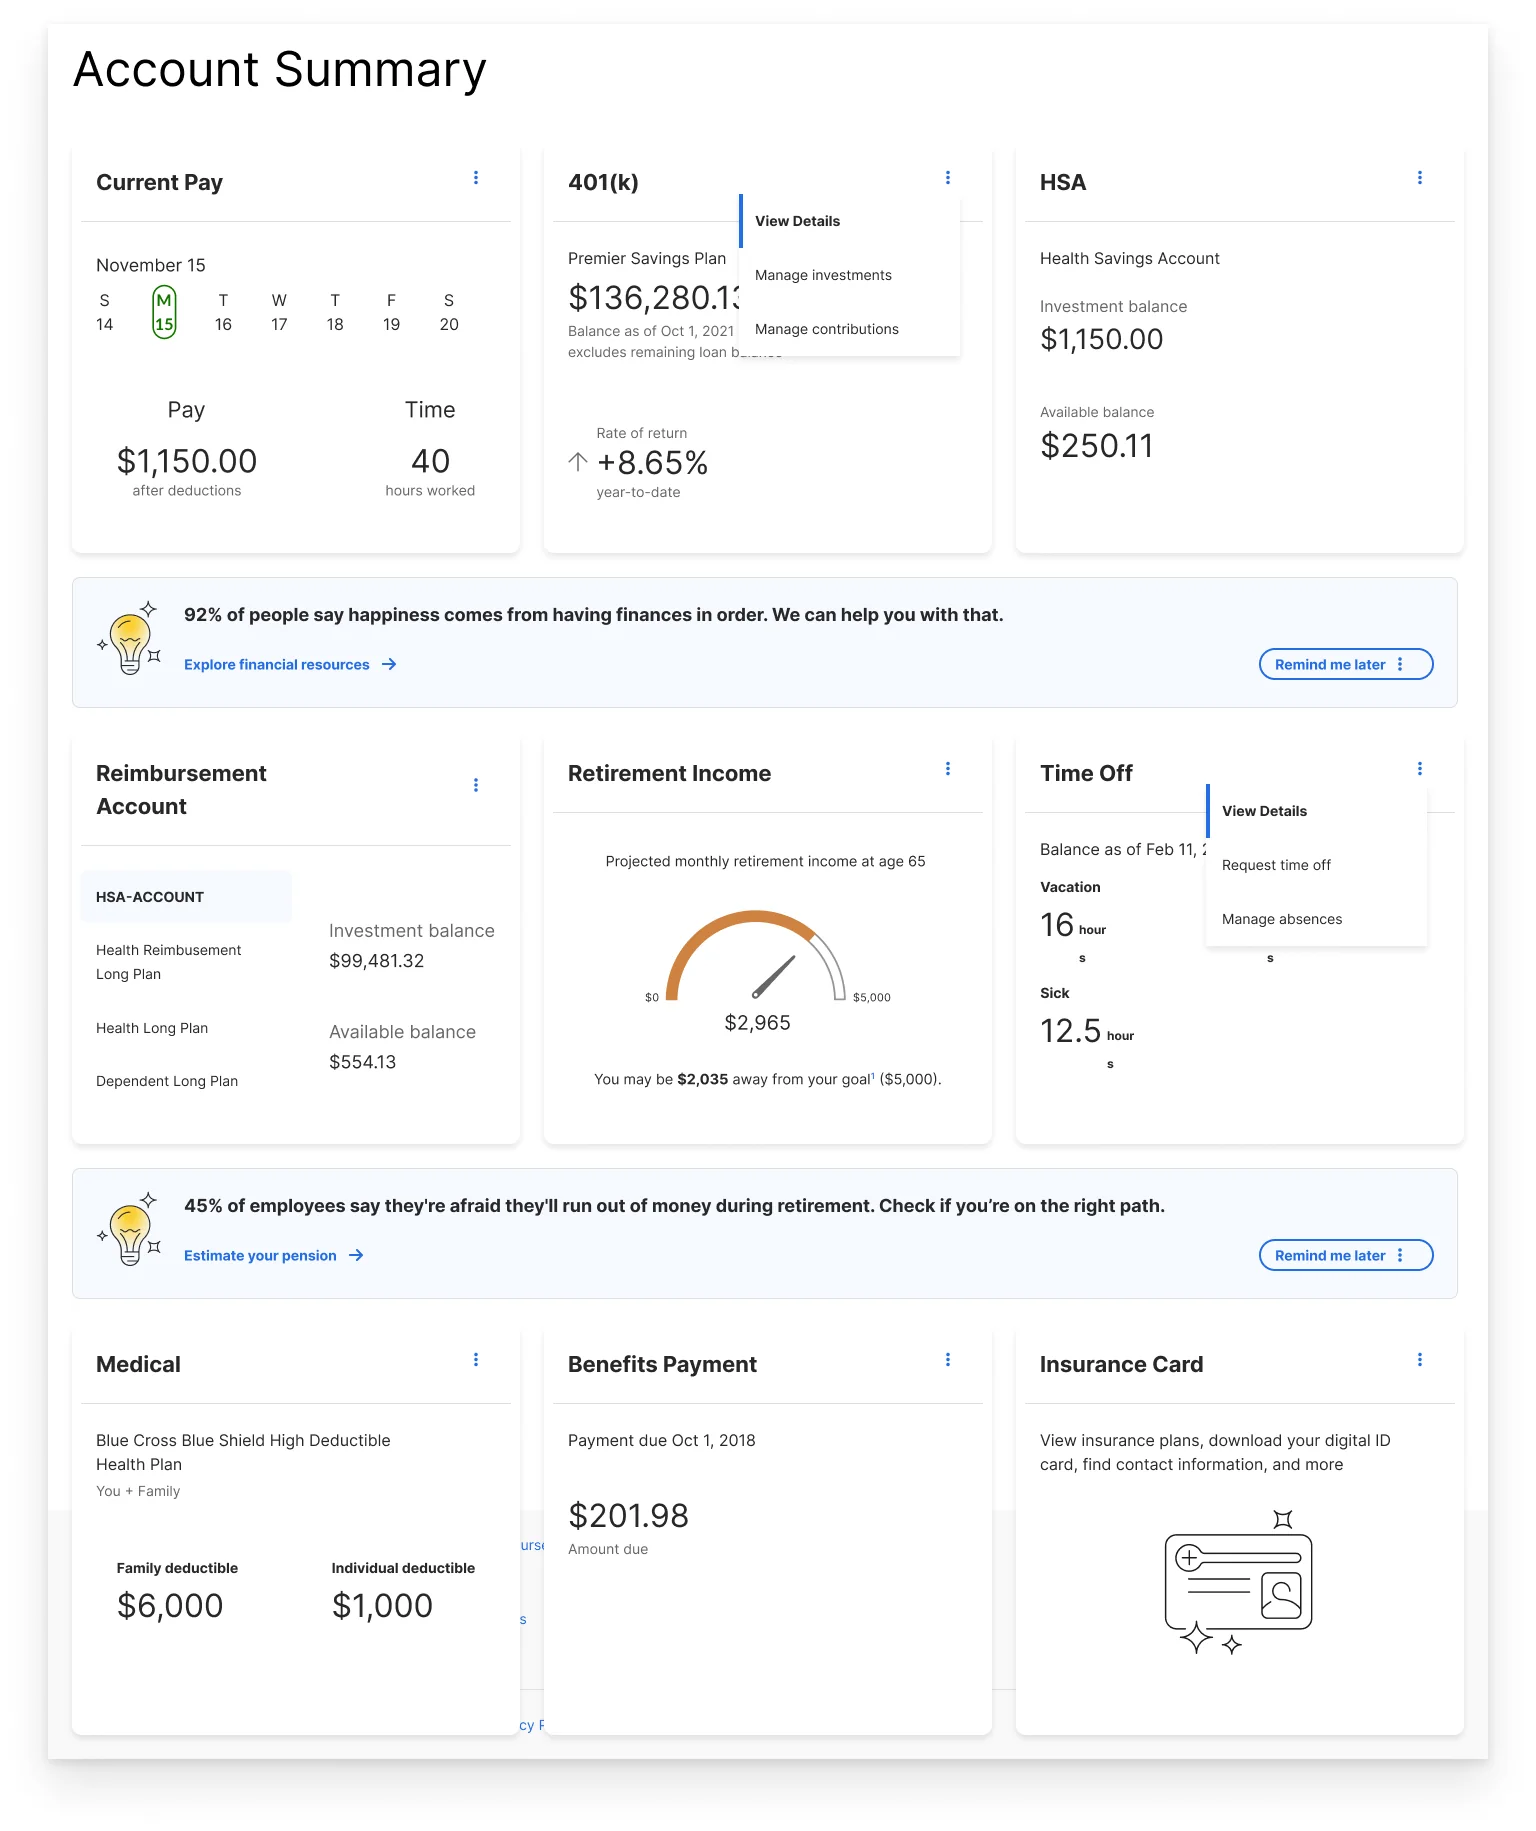 Account Summary
Current Pay
November 15
S M T W T F S
14 15 16 17 18 19 20
Pay
$1,150.00
after deductions
Time
40
hours worked
401(k)
View Details
Manage investments
Manage contributions
Premier Savings Plan
$136,280.13
Balance as of Oct 1, 2021
excludes remaining loan balance
Rate of return
+8.65%
year-to-date
HSA
Health Savings Account
Investment balance
$1,150.00
Available balance
$250.11
92% of people say happiness comes from having finances in order. We can help you with that.
Explore financial resources
Remind me later
Reimbursement
Account
HSA-ACCOUNT
Health Reimbusement
Long Plan
Health Long Plan
Dependent Long Plan
Investment balance
$99,481.32
Available balance
$554.13
Retirement Income
Projected monthly retirement income at age 65
$0
$5,000
$2,965
You may be $2,035 away from your goal¹ ($5,000).
Time Off
View Details
Request time off
Manage absences
Balance as of Feb 11,
Vacation
16 hour
s
s
Sick
12.5 hour
s
45% of employees say they're afraid they'll run out of money during retirement. Check if you’re on the right path.
Estimate your pension
Remind me later
Medical
Blue Cross Blue Shield High Deductible
Health Plan
You + Family
Family deductible
$6,000
Individual deductible
$1,000
Benefits Payment
Payment due Oct 1, 2018
$201.98
Amount due
Insurance Card
View insurance plans, download your digital ID
card, find contact information, and more